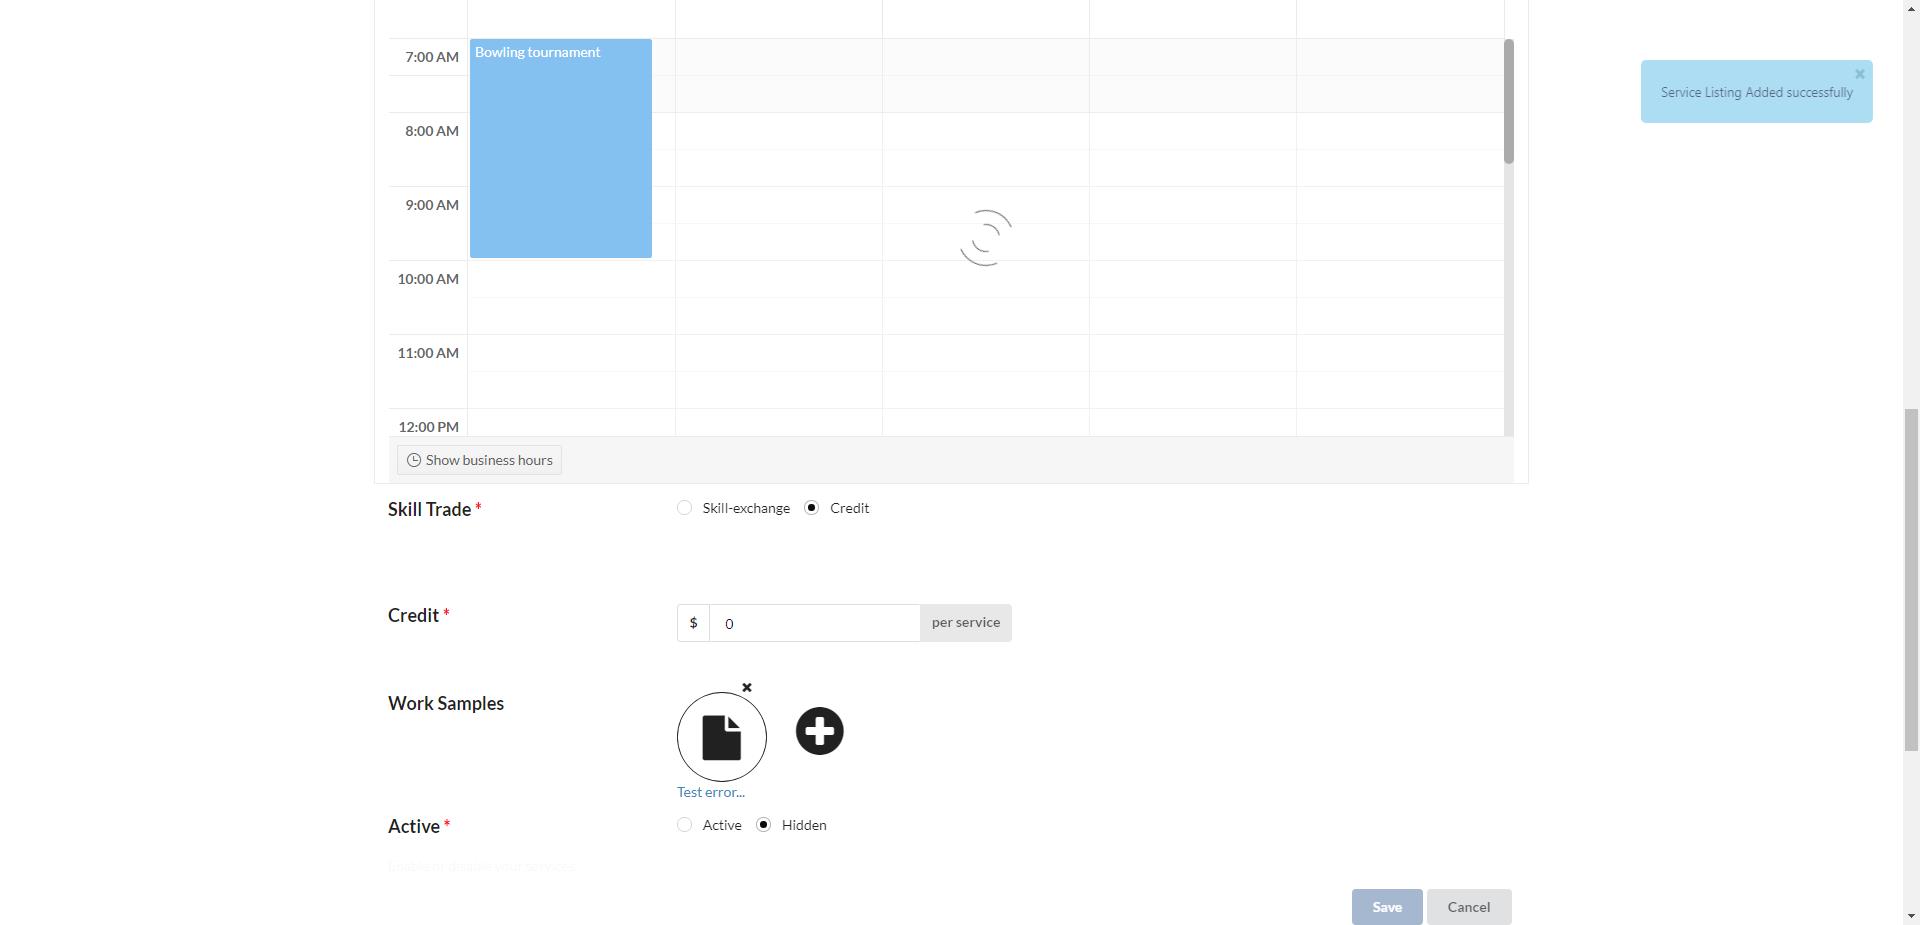 7:00 AM
Bowling tournament
Service Listing Added successfully
8:00 AM
9:00 AM
10:00 AM
11:00 AM
12:00 PM
Show business hours
Skill Trade *
Skill-exchange
Credit
Credit *
$
0
per service
Work Samples
Test error...
Active *
Active
Hidden
Enable or disable your services
Save
Cancel